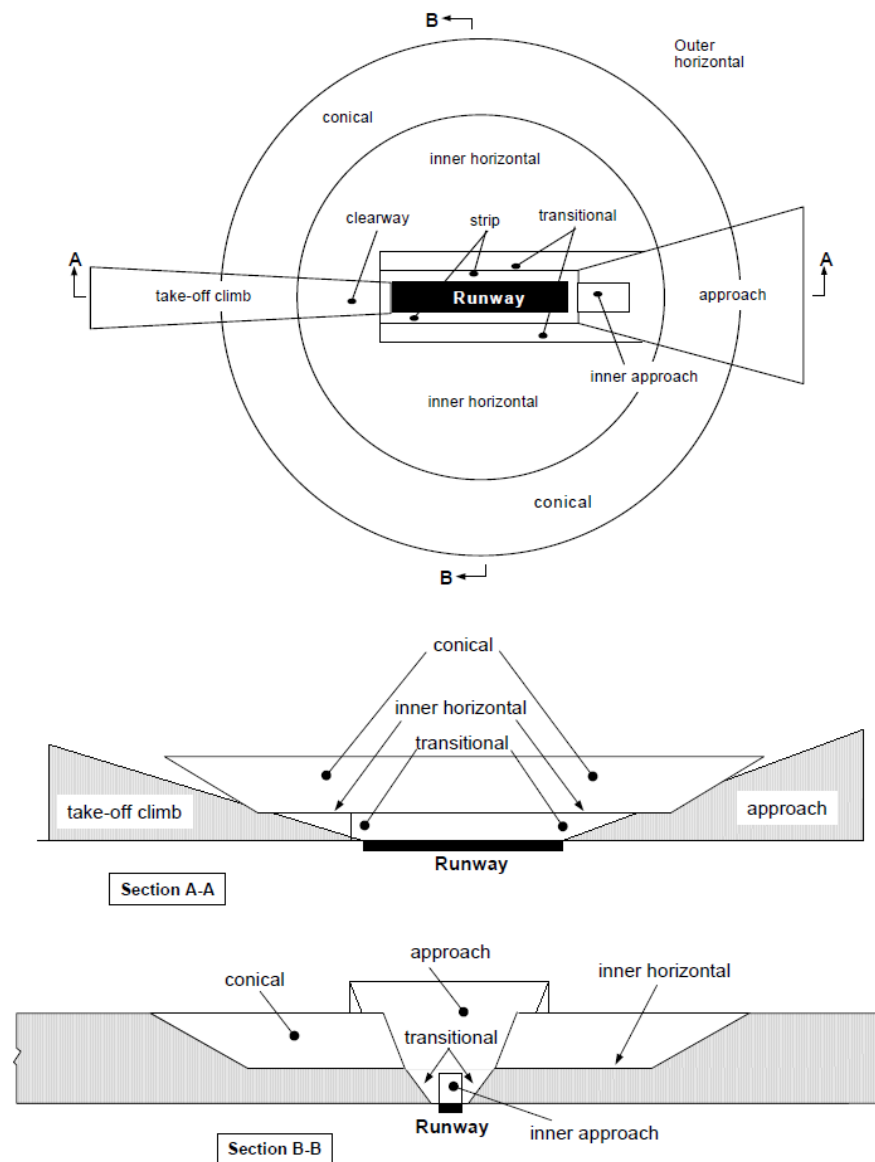 B
Outer
horizontal
conical
inner horizontal
clearway
strip
transitional
A
A
take-off climb
Runway
approach
inner approach
inner horizontal
conical
B
conical
inner horizontal
transitional
take-off climb
approach
Runway
Section A-A
approach
conical
inner horizontal
transitional
Runway
inner approach
Section B-B